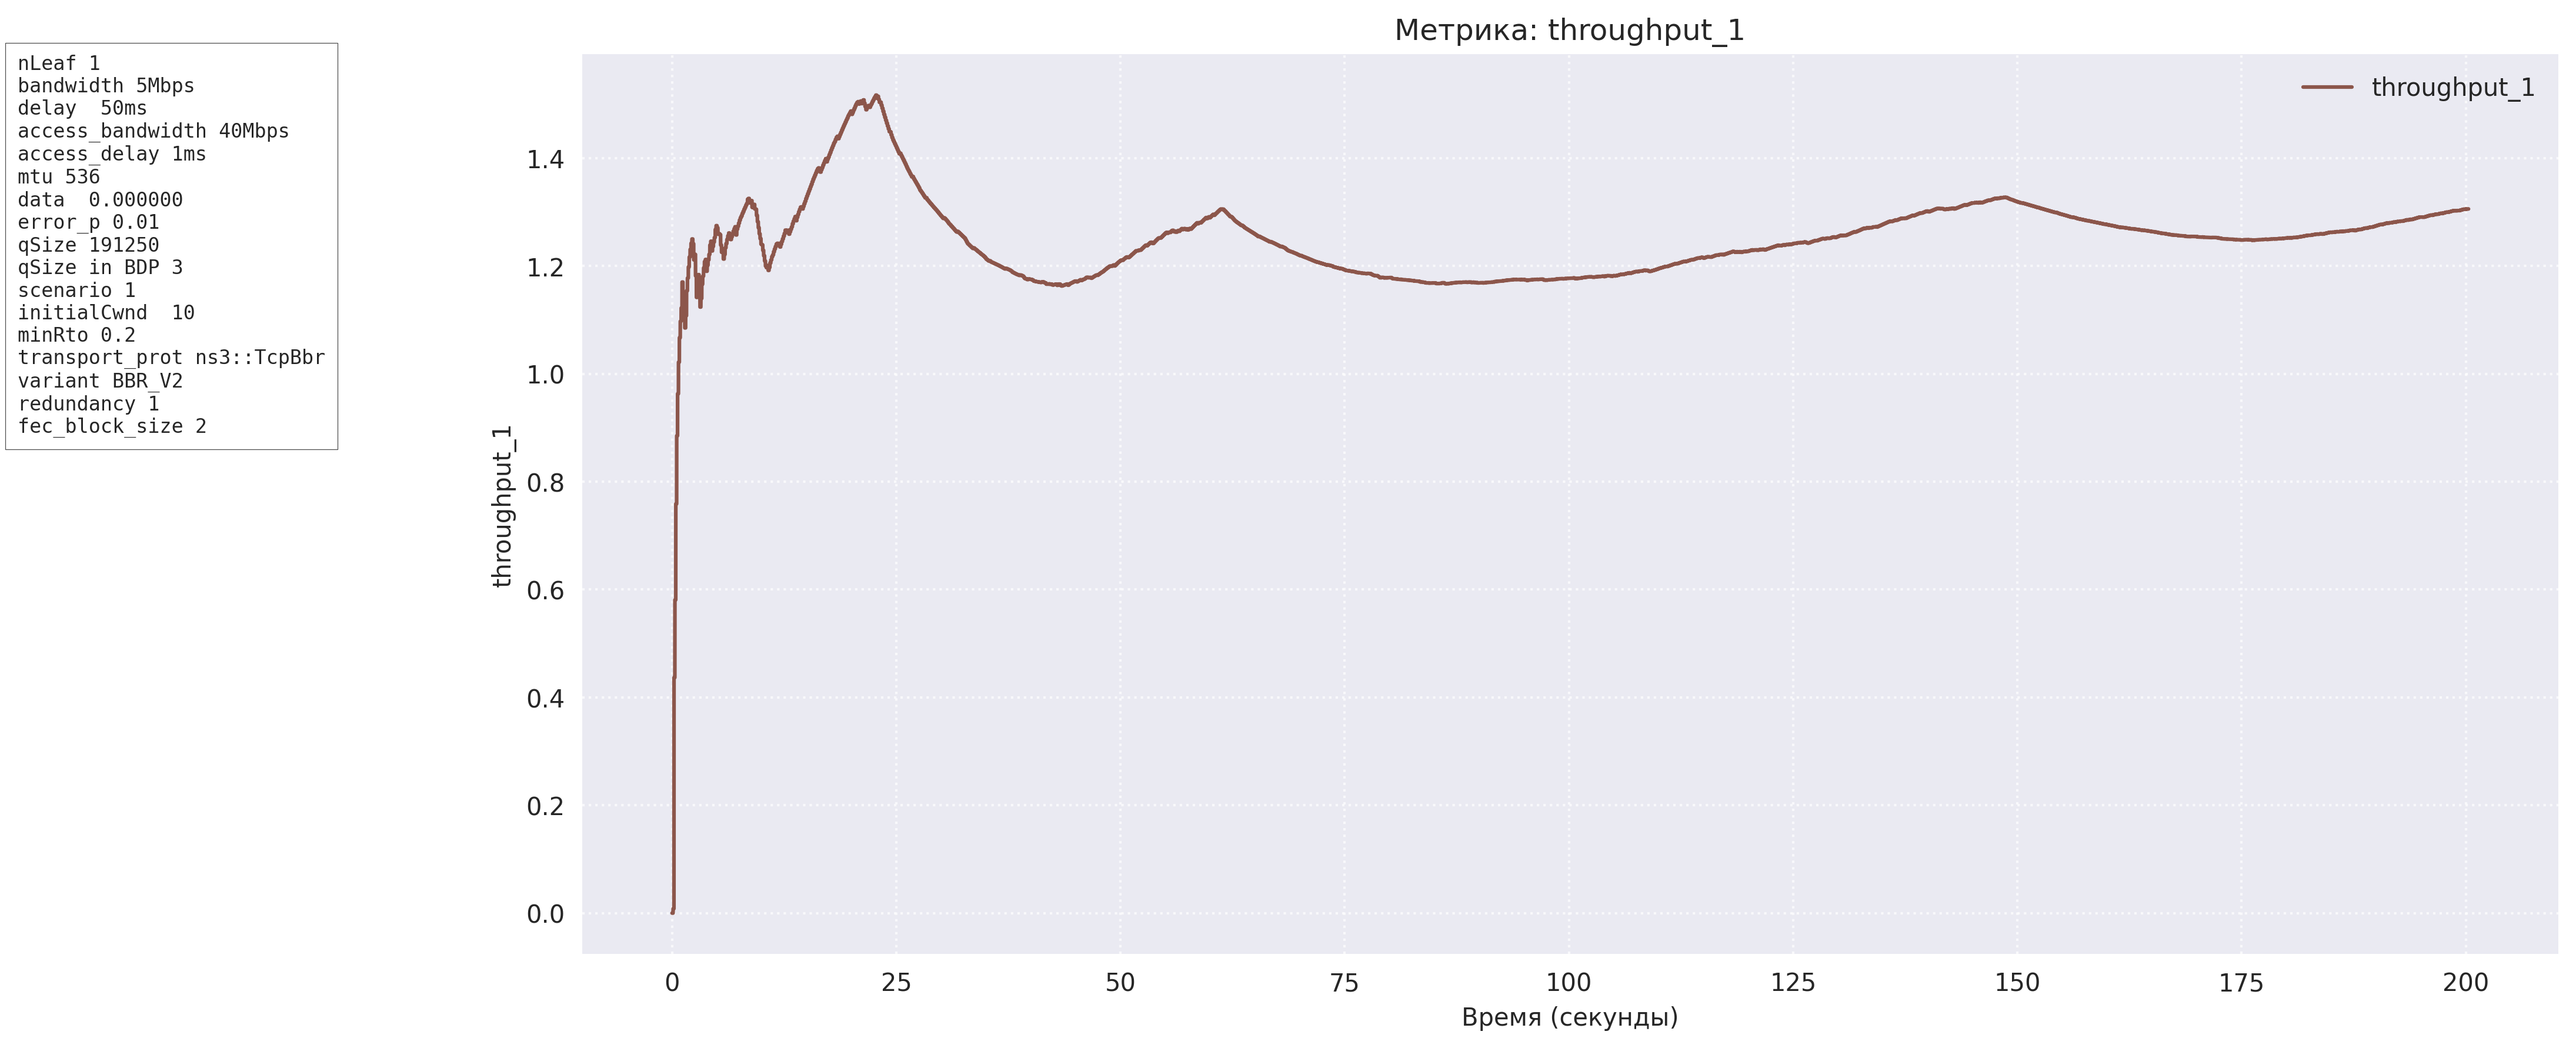 Метрика: throughput_1
nLeaf 1
bandwidth 5Mbps
delay  50ms
access_bandwidth 40Mbps
access_delay 1ms
mtu 536
data  0.000000
error_p 0.01
qSize 191250
qSize in BDP 3
scenario 1
initialCwnd  10
minRto 0.2
transport_prot ns3::TcpBbr
variant BBR_V2
redundancy 1
fec_block_size 2
throughput_1
throughput_1
1.4
1.2
1.0
0.8
0.6
0.4
0.2
0.0
0 25 50 75 100 125 150 175 200
Время (секунды)